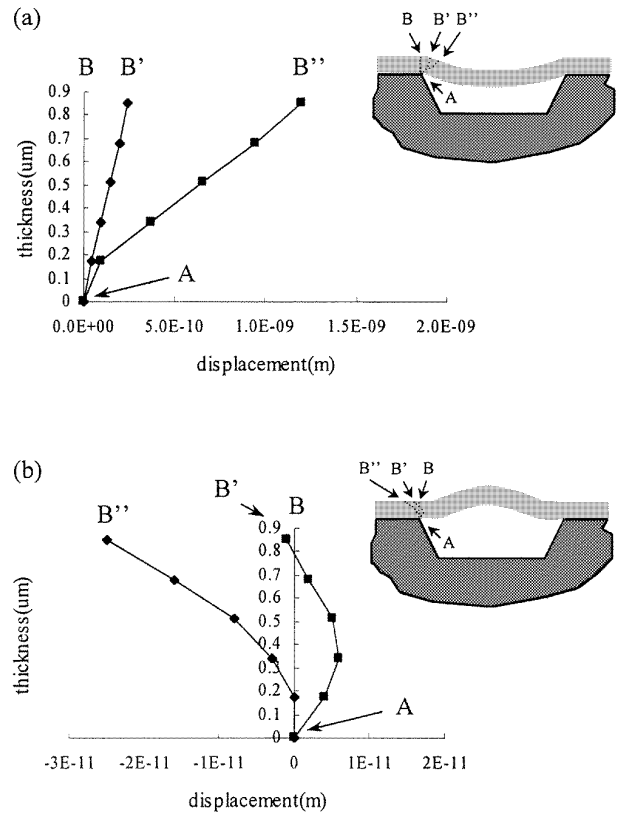 (a)
B B' B''
A
B B' B''
0.9
0.8
0.7
0.6
0.5
0.4
0.3
0.2
0.1
0
thickness(um)
A
0.0E+00 5.0E-10 1.0E-09 1.5E-09 2.0E-09
displacement(m)
(b)
B'' B' B
A
B' B
B''
0.9
0.8
0.7
0.6
0.5
0.4
0.3
0.2
0.1
0
thickness(um)
A
-3E-11 -2E-11 -1E-11 0 1E-11 2E-11
displacement(m)